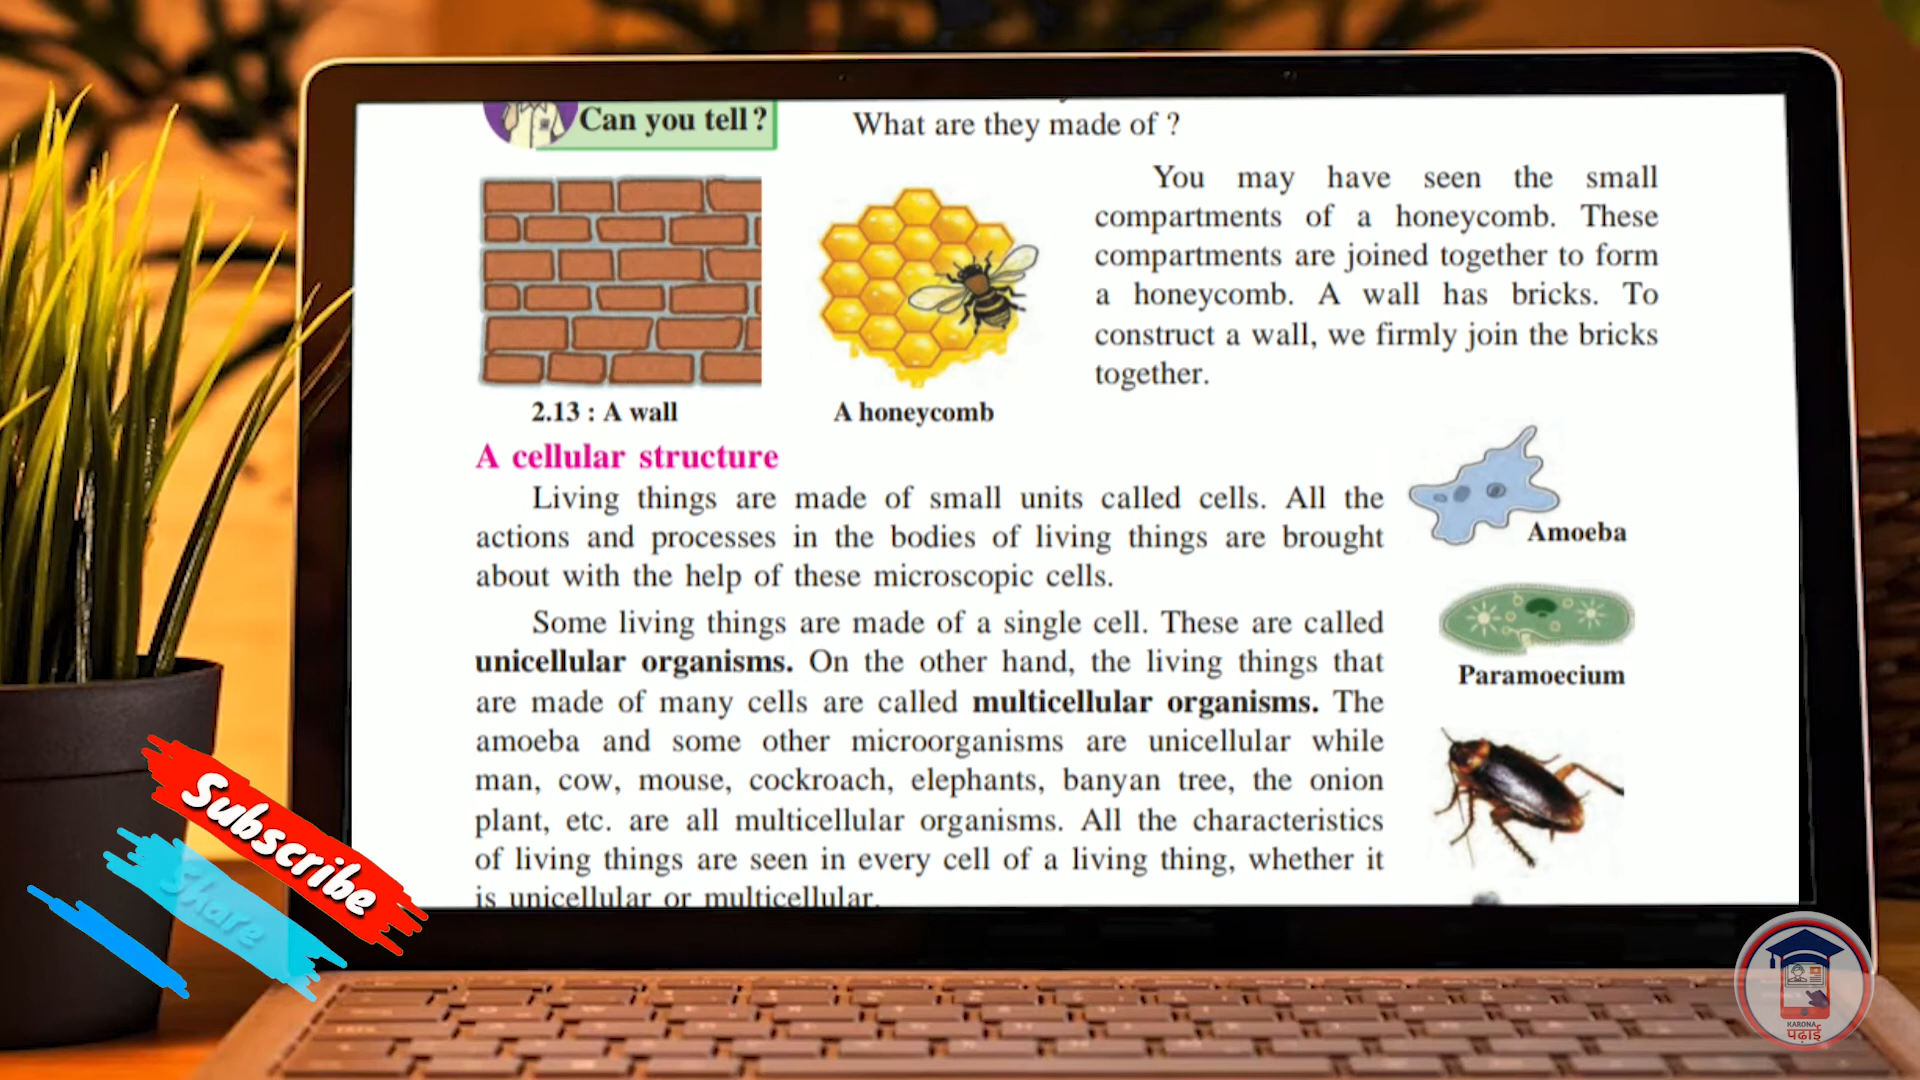 Can you tell ?
What are they made of ?
You may have seen the small
compartments of a honeycomb. These
compartments are joined together to form
a honeycomb. A wall has bricks. To
construct a wall, we firmly join the bricks
together.
2.13 : A wall
A honeycomb
A cellular structure
Living things are made of small units called cells. All the
actions and processes in the bodies of living things are brought
about with the help of these microscopic cells.
Some living things are made of a single cell. These are called
unicellular organisms. On the other hand, the living things that
are made of many cells are called multicellular organisms. The
amoeba and some other microorganisms are unicellular while
man, cow, mouse, cockroach, elephants, banyan tree, the onion
plant, etc. are all multicellular organisms. All the characteristics
of living things are seen in every cell of a living thing, whether it
is unicellular or multicellular.
Amoeba
Paramoecium
Subscribe
Share
KARONA
पढ़ाई